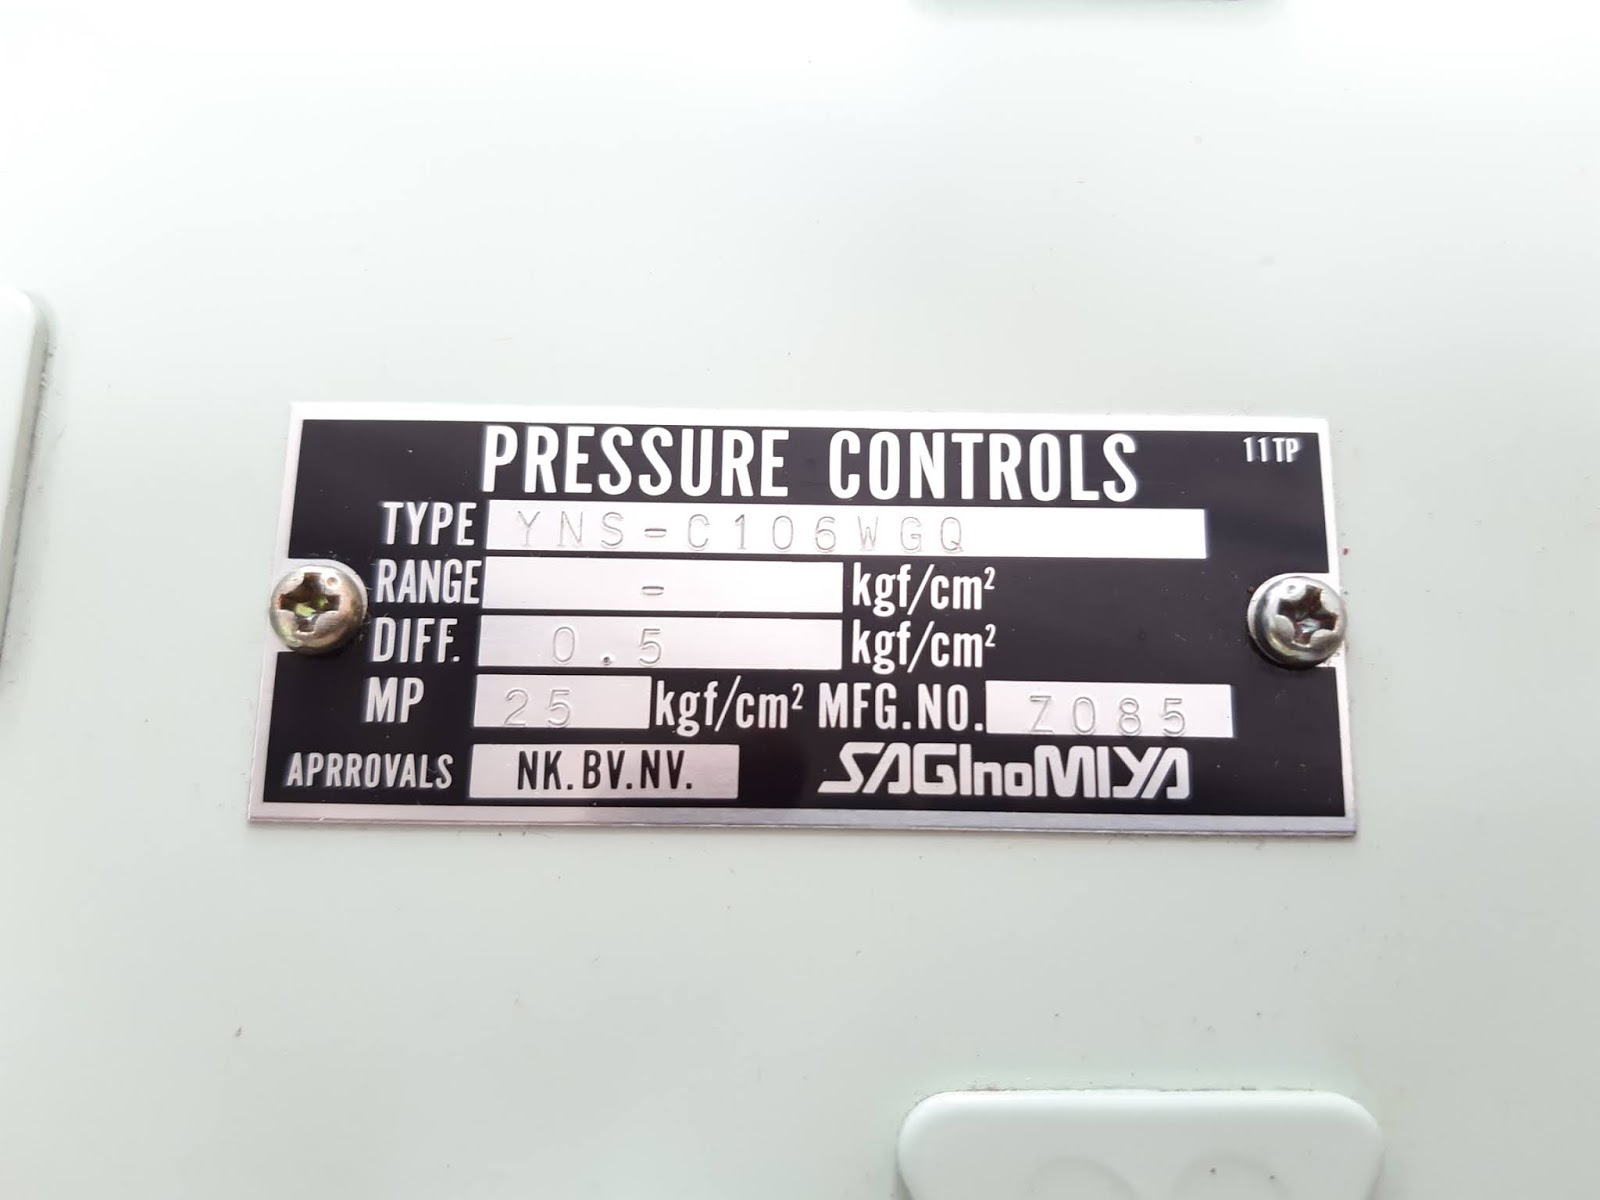 PRESSURE CONTROLS 11TP
TYPE YNS-C106WGQ
RANGE - kgf/cm²
DIFF. 0.5 kgf/cm²
MP 25 kgf/cm² MFG.NO. Z085
APRROVALS NK.BV.NV. SAGInoMIYA